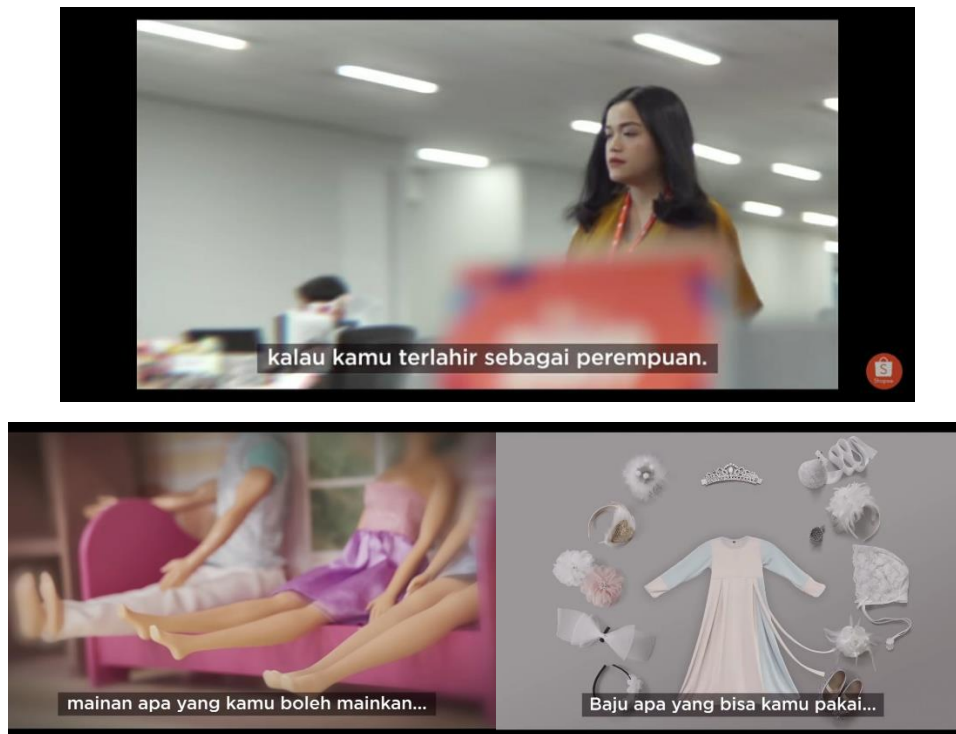 kalau kamu terlahir sebagai perempuan.
Shopee
mainan apa yang kamu boleh mainkan...
Baju apa yang bisa kamu pakai...